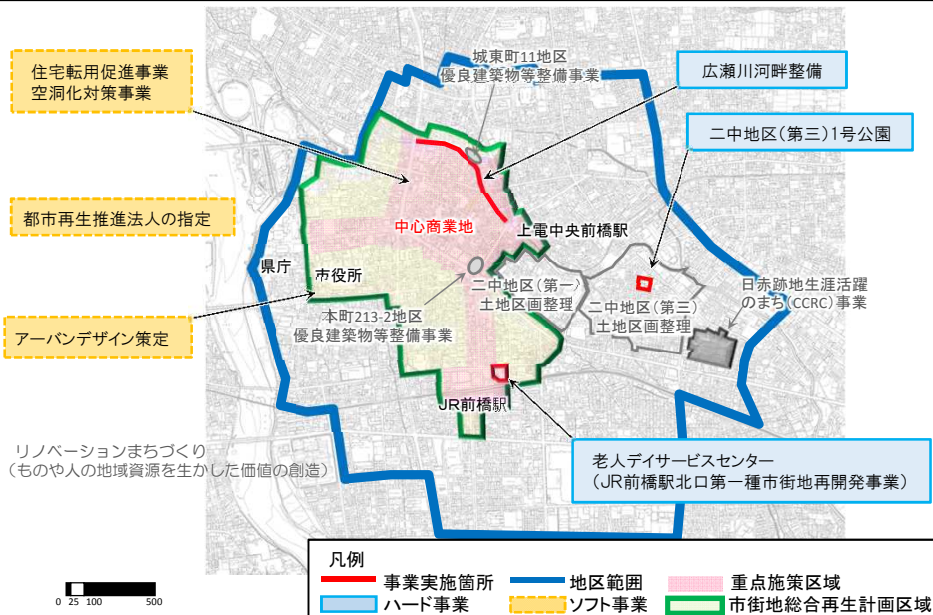 城東町11地区
優良建築物等整備事業
住宅転用促進事業
空洞化対策事業
広瀬川河畔整備
二中地区(第三)1号公園
都市再生推進法人の指定
中心商業地
上電中央前橋駅
県庁
市役所
二中地区(第一)
土地区画整理
二中地区(第三)
土地区画整理
日赤跡地生涯活躍
のまち(CCRC)事業
本町213-2地区
優良建築物等整備事業
アーバンデザイン策定
JR前橋駅
リノベーションまちづくり
(ものや人の地域資源を生かした価値の創造)
老人デイサービスセンター
(JR前橋駅北口第一種市街地再開発事業)
凡例
事業実施箇所
地区範囲
重点施策区域
ハード事業
ソフト事業
市街地総合再生計画区域
0 25 100 500